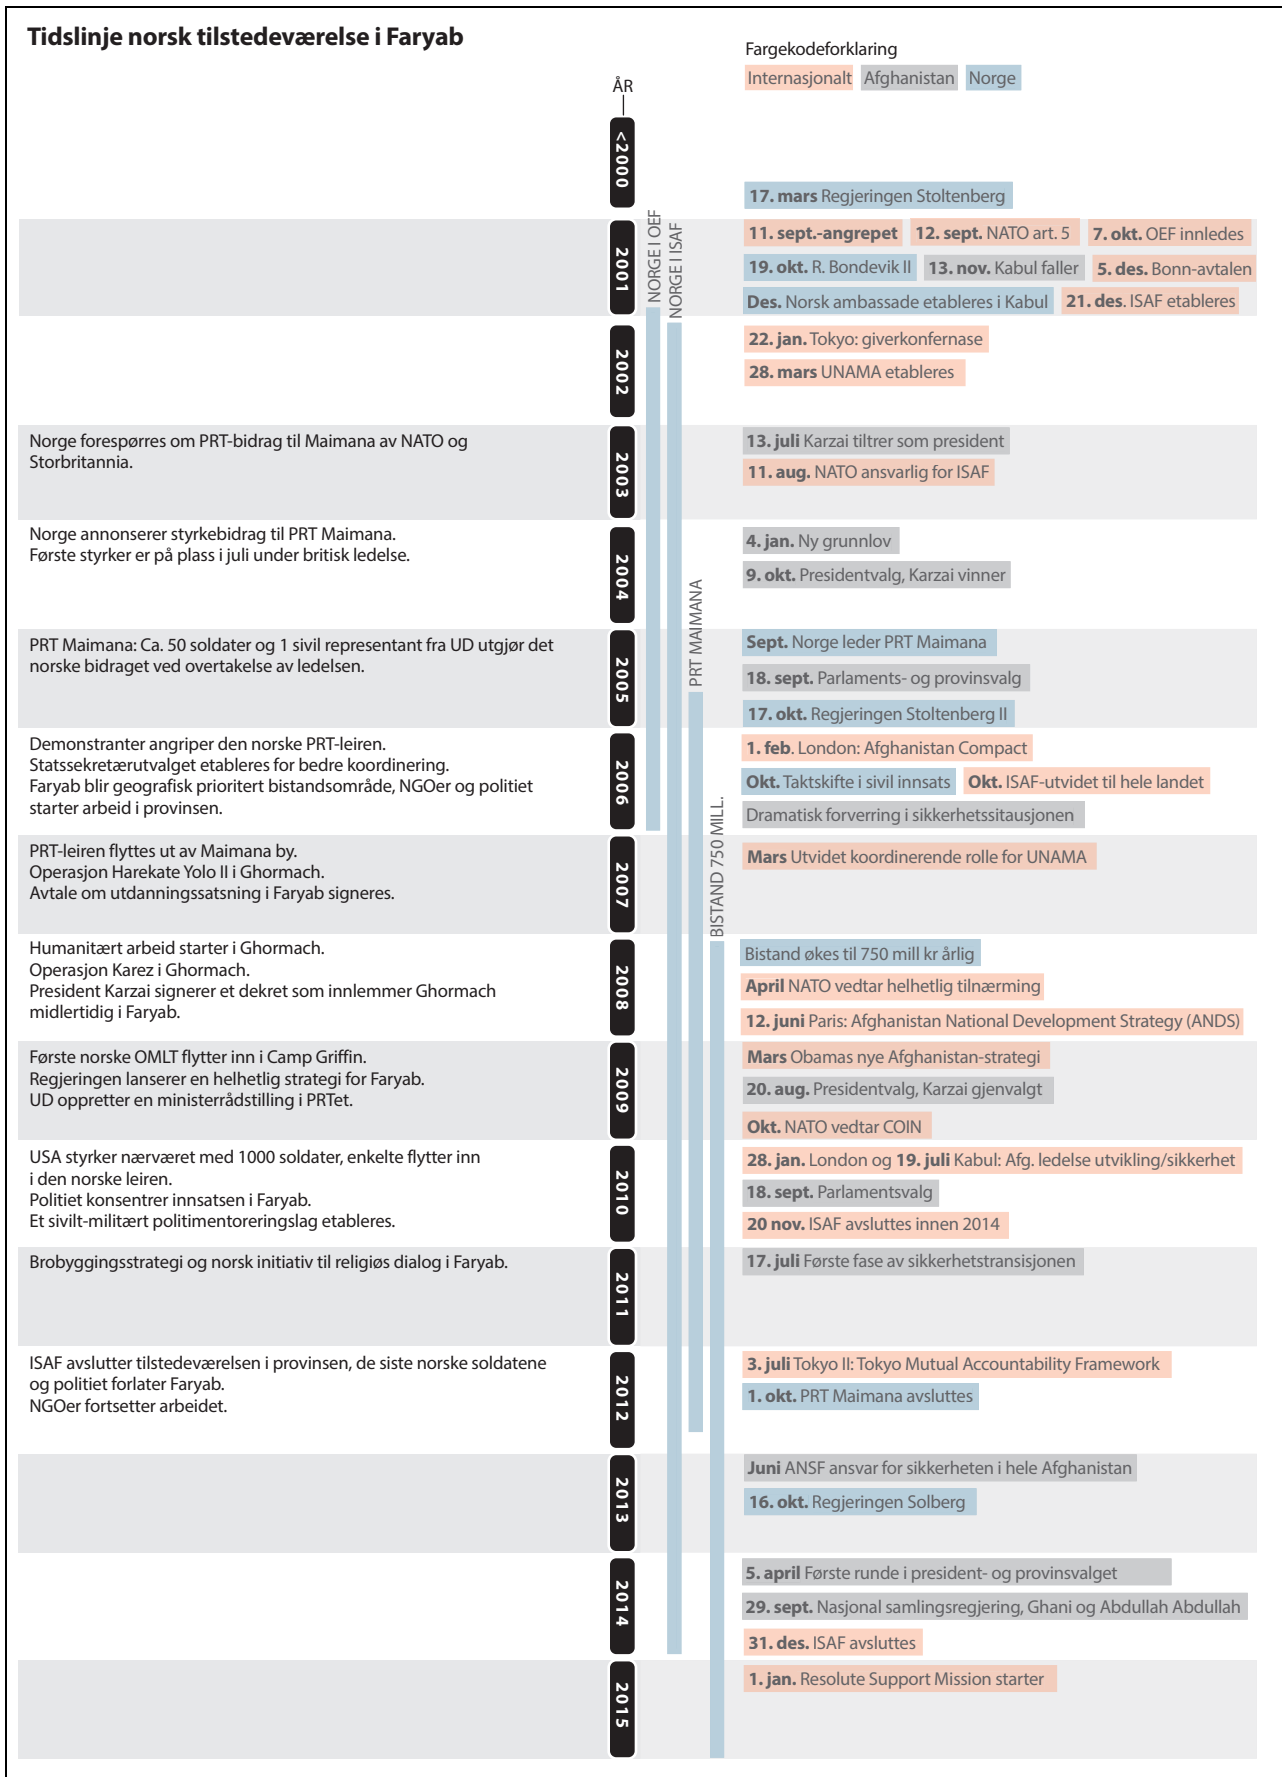 Tidslinje norsk tilstedeværelse i Faryab
Fargekodeforklaring
Internasjonalt Afghanistan Norge
ÅR
<2000
17. mars Regjeringen Stoltenberg
NORGE I OEF
NORGE I ISAF
2001
11. sept.-angrepet 12. sept. NATO art. 5 7. okt. OEF innledes
19. okt. R. Bondevik II 13. nov. Kabul faller 5. des. Bonn-avtalen
Des. Norsk ambassade etableres i Kabul 21. des. ISAF etableres
2002
22. jan. Tokyo: giverkonfernase
28. mars UNAMA etableres
Norge forespørres om PRT-bidrag til Maimana av NATO og
Storbritannia.
2003
13. juli Karzai tiltrer som president
11. aug. NATO ansvarlig for ISAF
Norge annonserer styrkebidrag til PRT Maimana.
Første styrker er på plass i juli under britisk ledelse.
2004
4. jan. Ny grunnlov
9. okt. Presidentvalg, Karzai vinner
PRT MAIMANA
PRT Maimana: Ca. 50 soldater og 1 sivil representant fra UD utgjør det
norske bidraget ved overtakelse av ledelsen.
2005
Sept. Norge leder PRT Maimana
18. sept. Parlaments- og provinsvalg
17. okt. Regjeringen Stoltenberg II
Demonstranter angriper den norske PRT-leiren.
Statssekretærutvalget etableres for bedre koordinering.
Faryab blir geografisk prioritert bistandsområde, NGOer og politiet
starter arbeid i provinsen.
2006
1. feb. London: Afghanistan Compact
Okt. Taktskifte i sivil innsats Okt. ISAF-utvidet til hele landet
Dramatisk forverring i sikkerhetssitausjonen
BISTAND 750 MILL.
PRT-leiren flyttes ut av Maimana by.
Operasjon Harekate Yolo II i Ghormach.
Avtale om utdanningssatsning i Faryab signeres.
2007
Mars Utvidet koordinerende rolle for UNAMA
Humanitært arbeid starter i Ghormach.
Operasjon Karez i Ghormach.
President Karzai signerer et dekret som innlemmer Ghormach
midlertidig i Faryab.
2008
Bistand økes til 750 mill kr årlig
April NATO vedtar helhetlig tilnærming
12. juni Paris: Afghanistan National Development Strategy (ANDS)
Første norske OMLT flytter inn i Camp Griffin.
Regjeringen lanserer en helhetlig strategi for Faryab.
UD oppretter en ministerrådstilling i PRTet.
2009
Mars Obamas nye Afghanistan-strategi
20. aug. Presidentvalg, Karzai gjenvalgt
Okt. NATO vedtar COIN
USA styrker nærværet med 1000 soldater, enkelte flytter inn
i den norske leiren.
Politiet konsentrer innsatsen i Faryab.
Et sivilt-militært politimentoreringslag etableres.
2010
28. jan. London og 19. juli Kabul: Afg. ledelse utvikling/sikkerhet
18. sept. Parlamentsvalg
20 nov. ISAF avsluttes innen 2014
Brobyggingsstrategi og norsk initiativ til religiøs dialog i Faryab.
2011
17. juli Første fase av sikkerhetstransisjonen
ISAF avslutter tilstedeværelsen i provinsen, de siste norske soldatene
og politiet forlater Faryab.
NGOer fortsetter arbeidet.
2012
3. juli Tokyo II: Tokyo Mutual Accountability Framework
1. okt. PRT Maimana avsluttes
2013
Juni ANSF ansvar for sikkerheten i hele Afghanistan
16. okt. Regjeringen Solberg
2014
5. april Første runde i president- og provinsvalget
29. sept. Nasjonal samlingsregjering, Ghani og Abdullah Abdullah
31. des. ISAF avsluttes
2015
1. jan. Resolute Support Mission starter